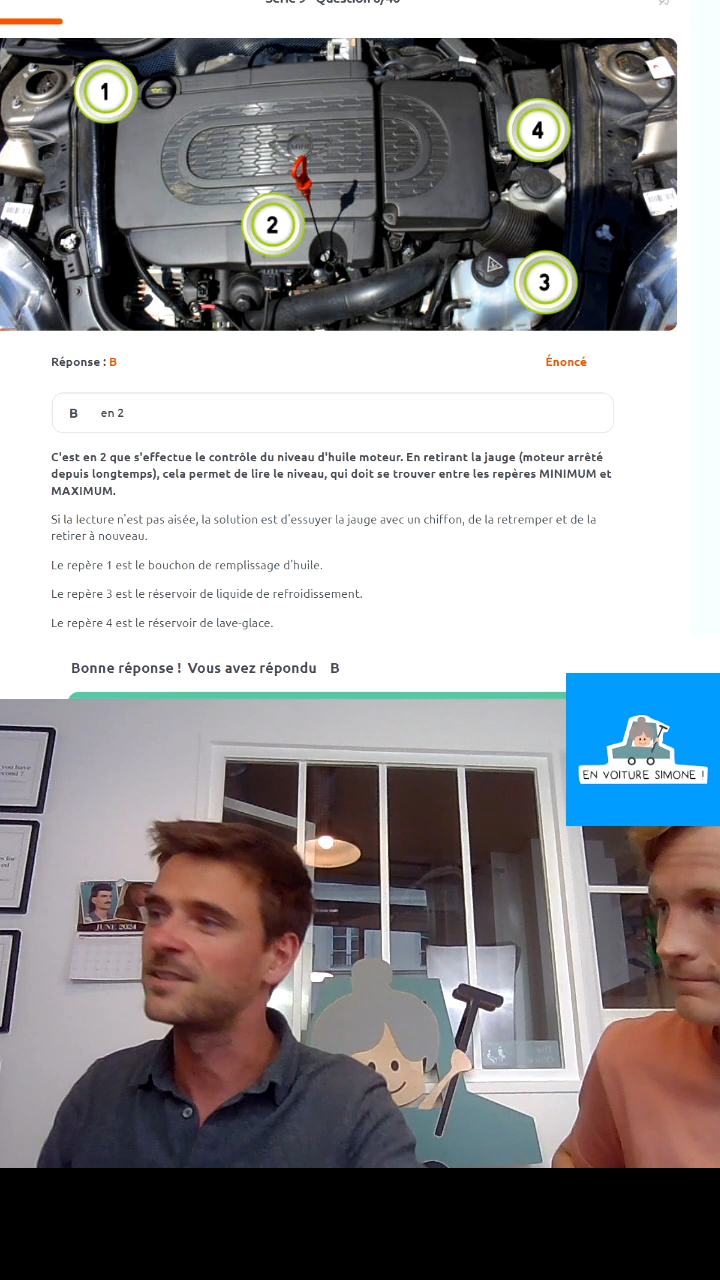 1
4
2
3
Réponse : B
Énoncé
B en 2
C'est en 2 que s'effectue le contrôle du niveau d'huile moteur. En retirant la jauge (moteur arrêté
depuis longtemps), cela permet de lire le niveau, qui doit se trouver entre les repères MINIMUM et
MAXIMUM.
Si la lecture n'est pas aisée, la solution est d'essuyer la jauge avec un chiffon, de la retremper et de la
retirer à nouveau.
Le repère 1 est le bouchon de remplissage d'huile.
Le repère 3 est le réservoir de liquide de refroidissement.
Le repère 4 est le réservoir de lave-glace.
Bonne réponse ! Vous avez répondu B
EN VOITURE SIMONE !
you have
JUNE 2024